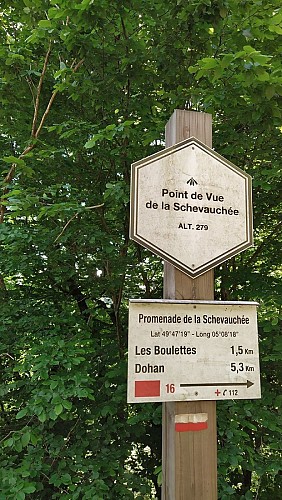 Point de Vue
de la Schevauchée
ALT. 279
Promenade de la Schevauchée
Lat 49°47'19" - Long 05°08'18"
Les Boulettes 1,5 Km
Dohan 5,3 Km
16
112